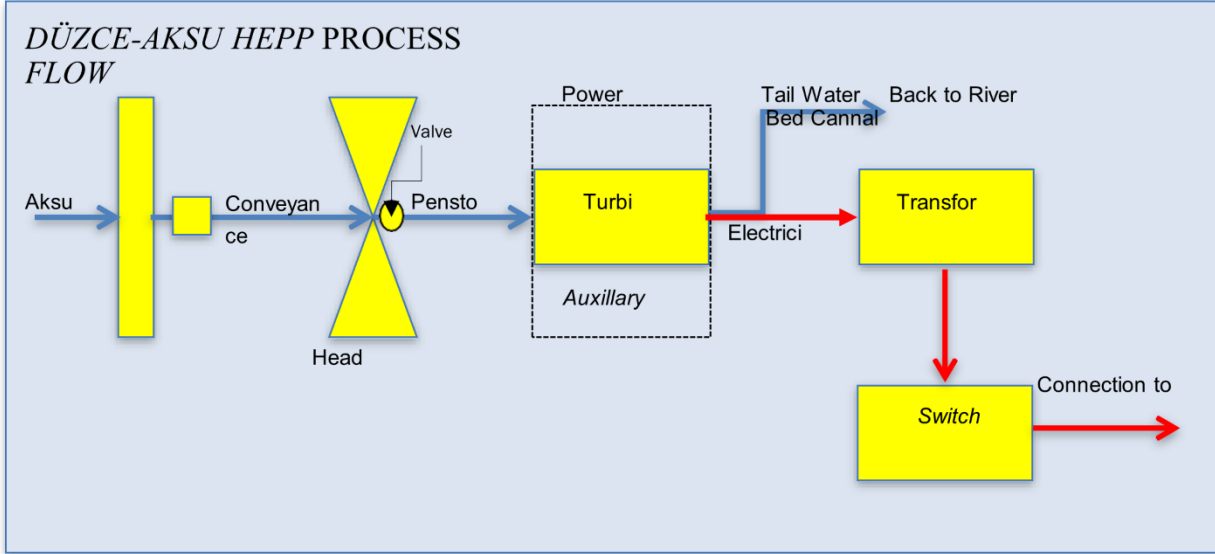 DÜZCE-AKSU HEPP PROCESS
FLOW
Power
Tail Water
Bed Cannal
Back to River
Valve
Aksu
Conveyan
ce
Pensto
Turbi
Electrici
Transfor
Auxillary
Head
Switch
Connection to